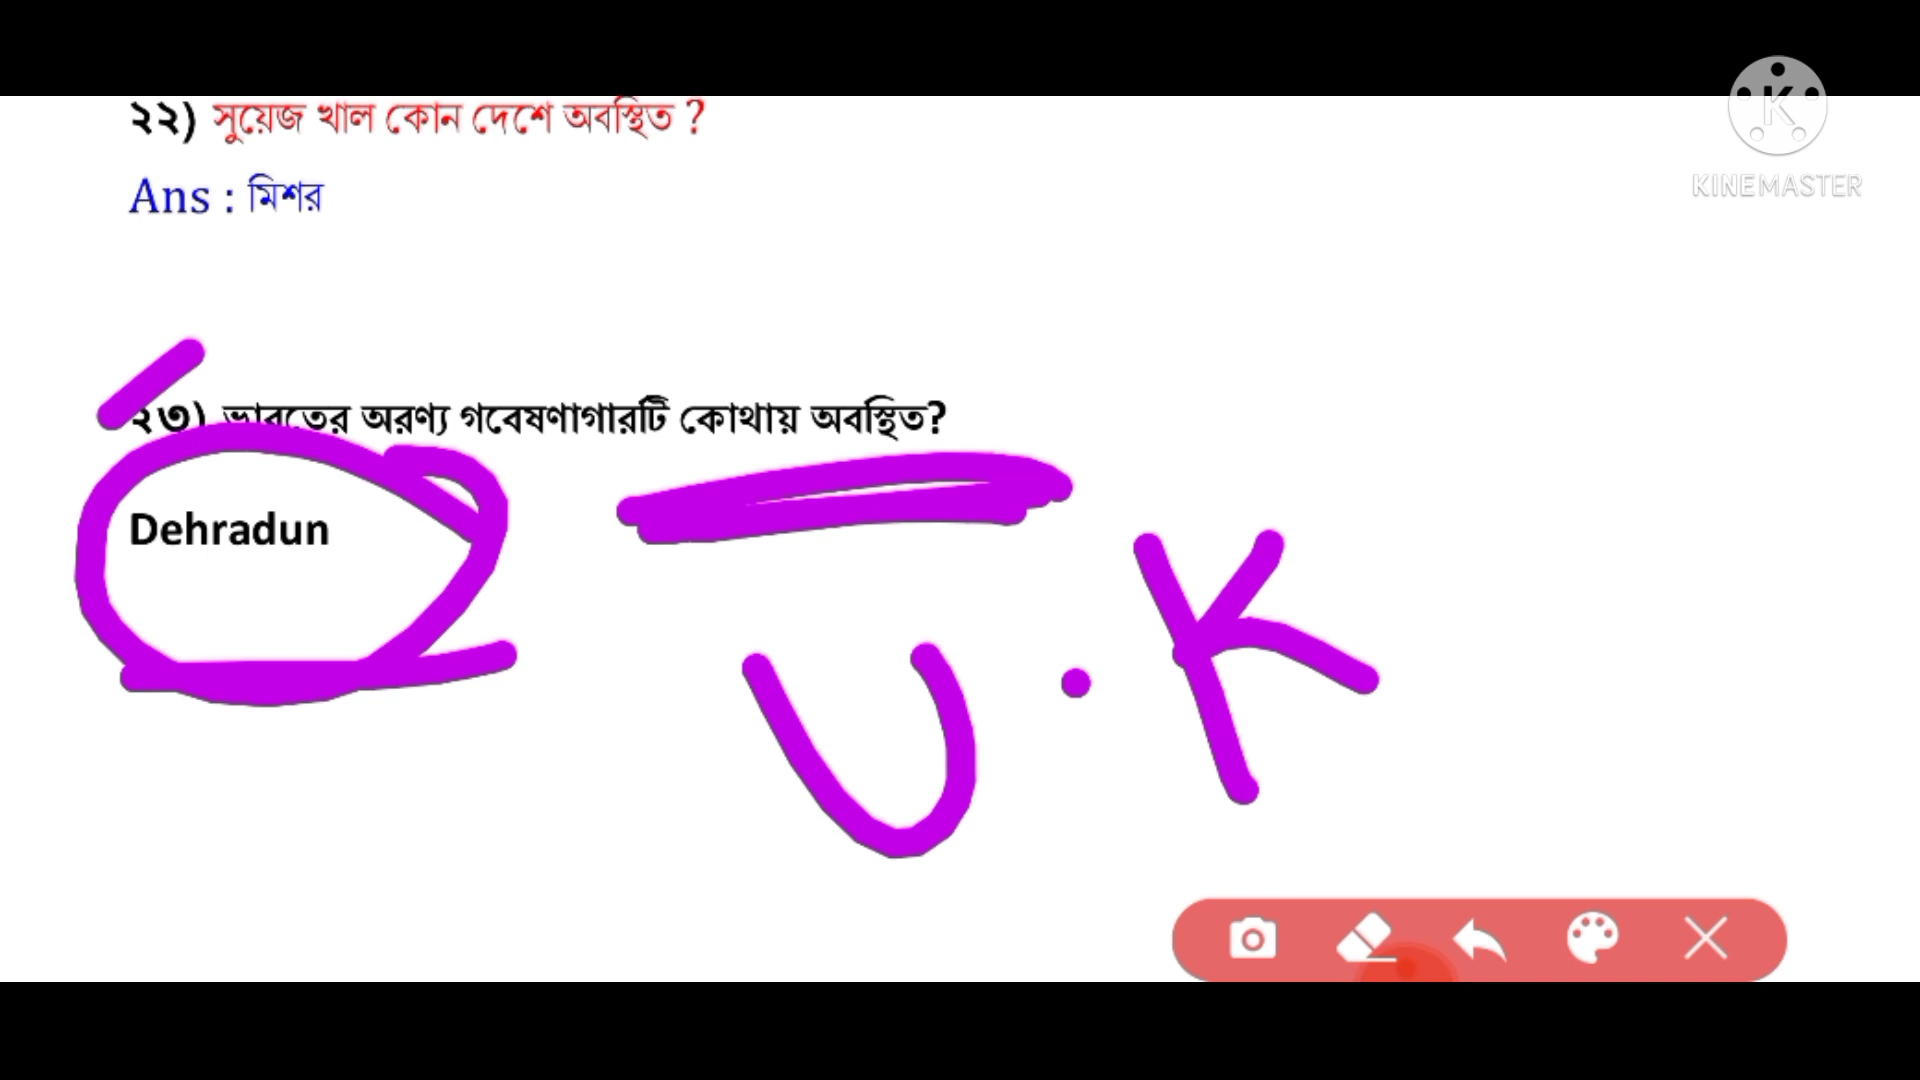 ২২) সুয়েজ খাল কোন দেশে অবস্থিত ?
Ans : মিশর
K
KINEMASTER
২৩) ভারতের অরণ্য গবেষণাগারটি কোথায় অবস্থিত?
Dehradun
U.K